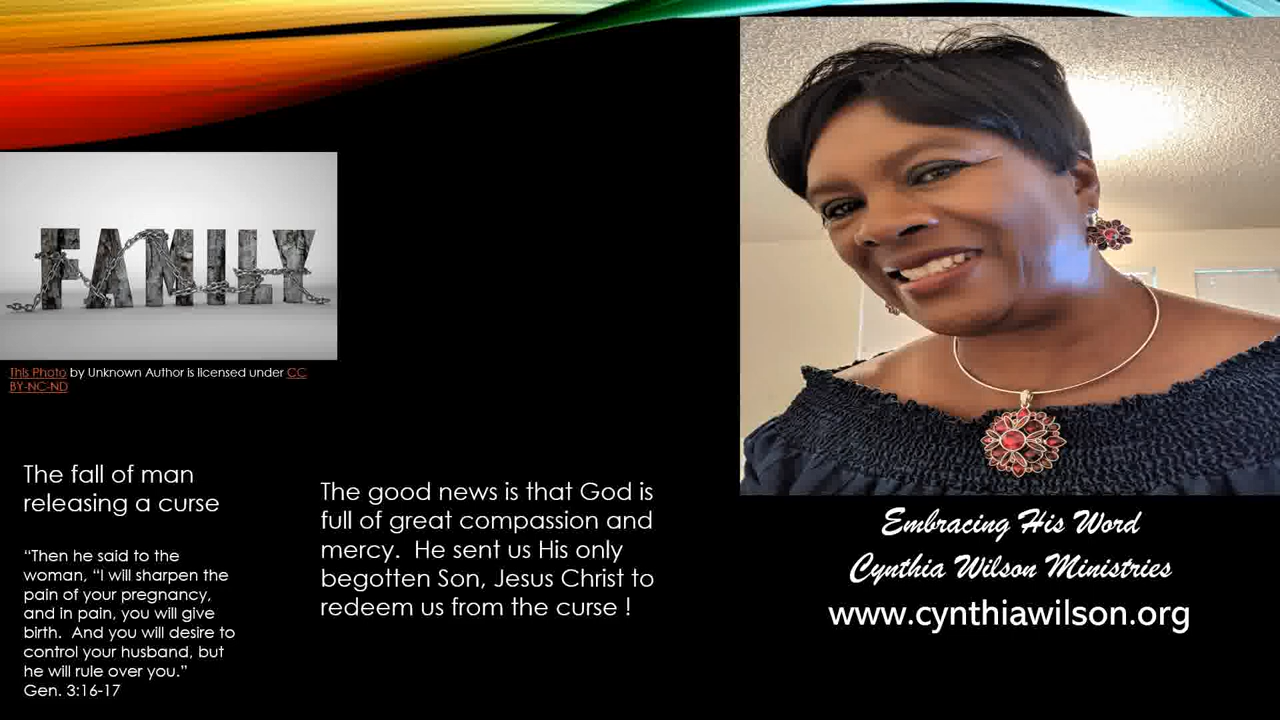 FAMILY
This Photo by Unknown Author is licensed under CC
BY-NC-ND
The fall of man
releasing a curse
“Then he said to the
woman, “I will sharpen the
pain of your pregnancy,
and in pain, you will give
birth.  And you will desire to
control your husband, but
he will rule over you.”
Gen. 3:16-17
The good news is that God is
full of great compassion and
mercy.  He sent us His only
begotten Son, Jesus Christ to
redeem us from the curse !
Embracing His Word
Cynthia Wilson Ministries
www.cynthiawilson.org